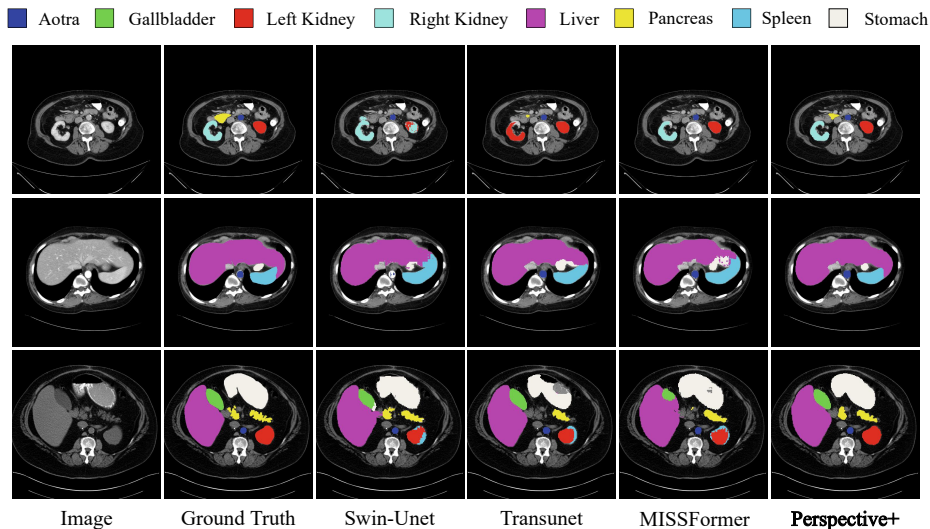 Aotra Gallbladder Left Kidney Right Kidney Liver Pancreas Spleen Stomach
Image Ground Truth Swin-Unet Transunet MISSFormer Perspective+